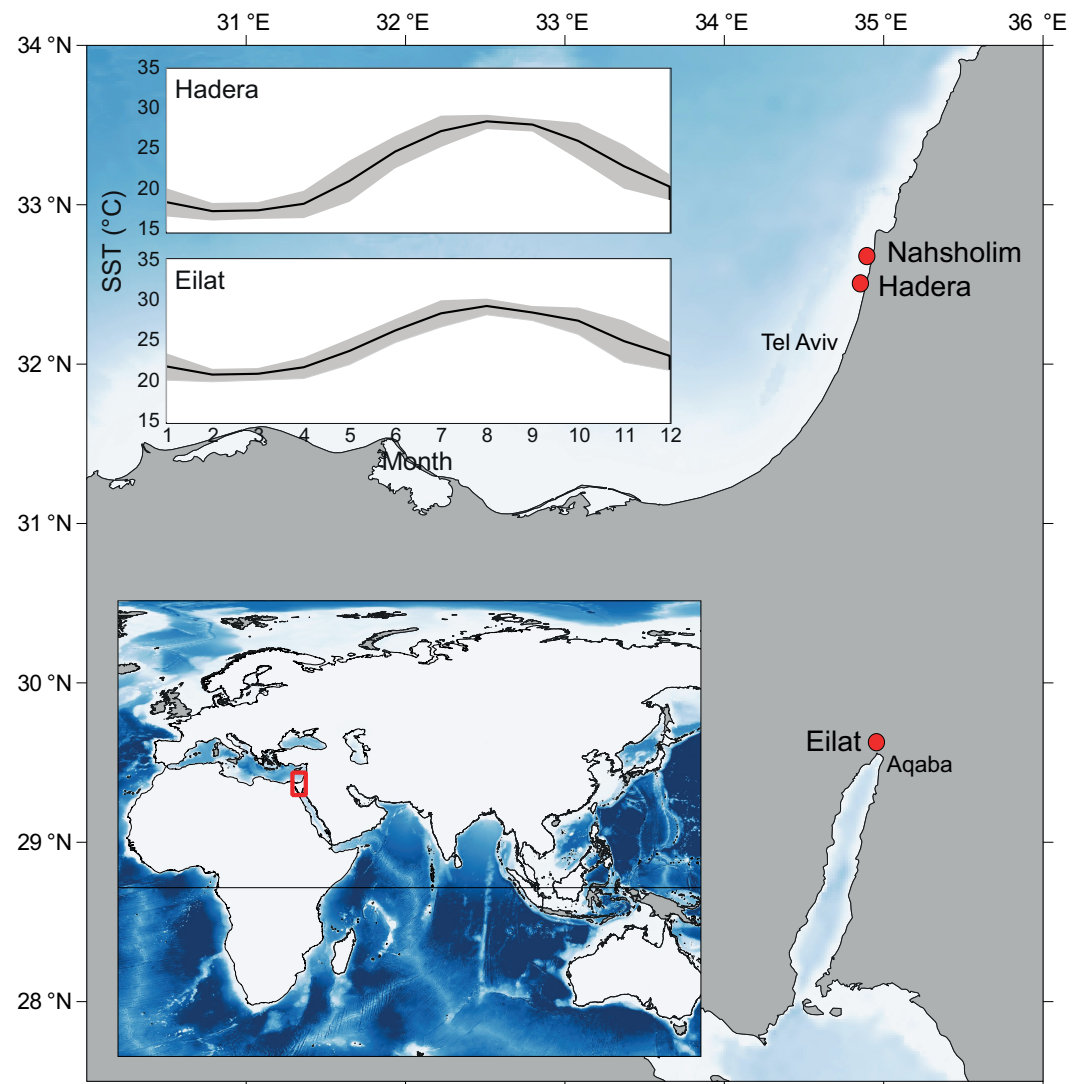 31 °E 32 °E 33 °E 34 °E 35 °E 36 °E
34 °N
33 °N
32 °N
31 °N
30 °N
29 °N
28 °N
SST (°C)
Hadera
35
30
25
20
15
Eilat
35
30
25
20
15
1 2 3 4 5 6 7 8 9 10 11 12
Month
Nahsholim
Hadera
Tel Aviv
Eilat
Aqaba